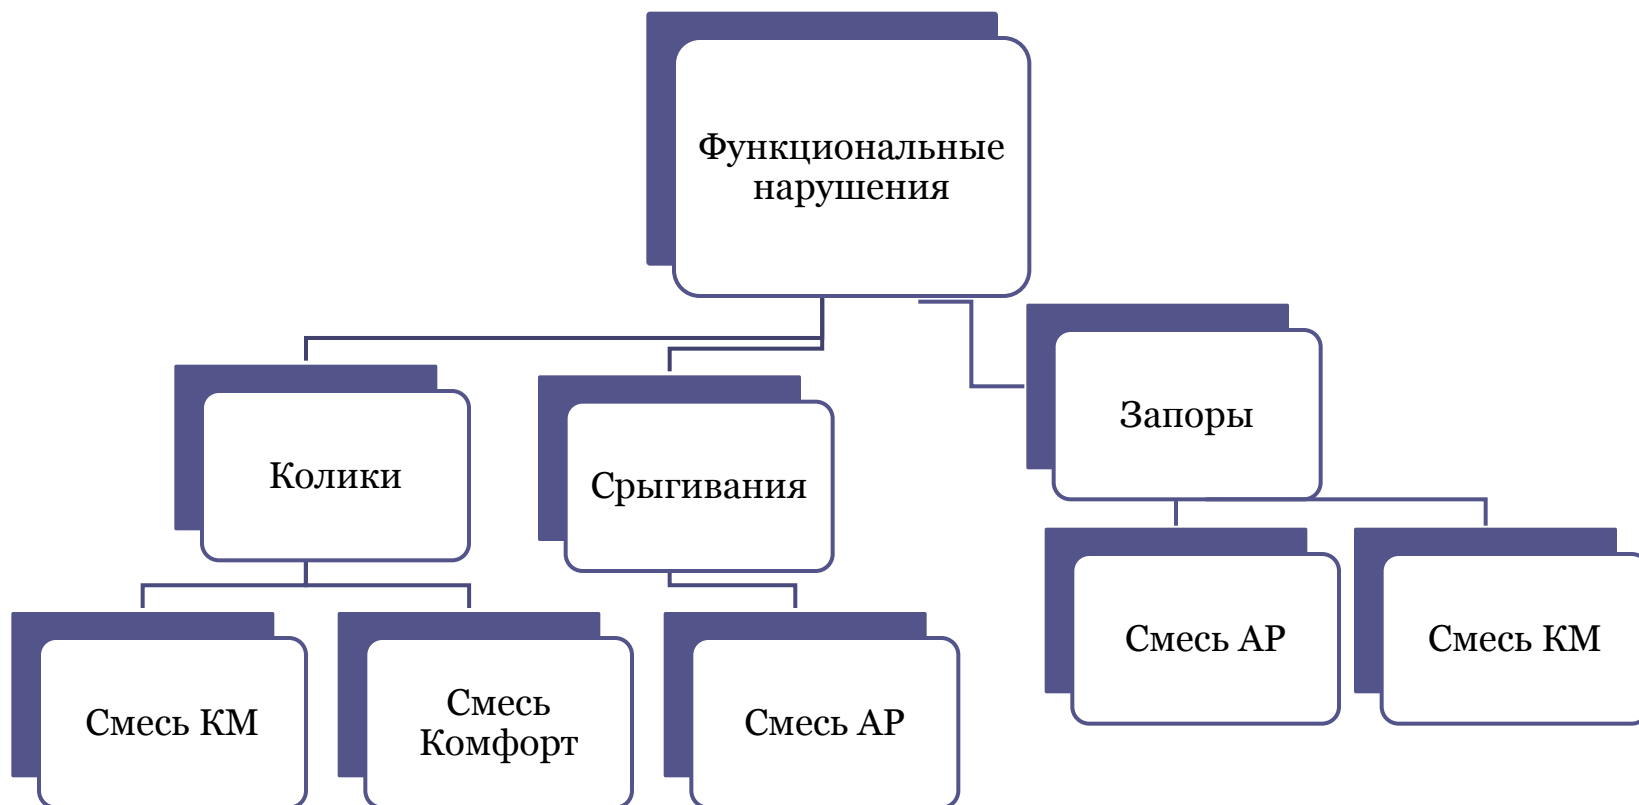 Функциональные
нарушения
Колики
Срыгивания
Запоры
Смесь КМ
Смесь
Комфорт
Смесь АР
Смесь АР
Смесь КМ